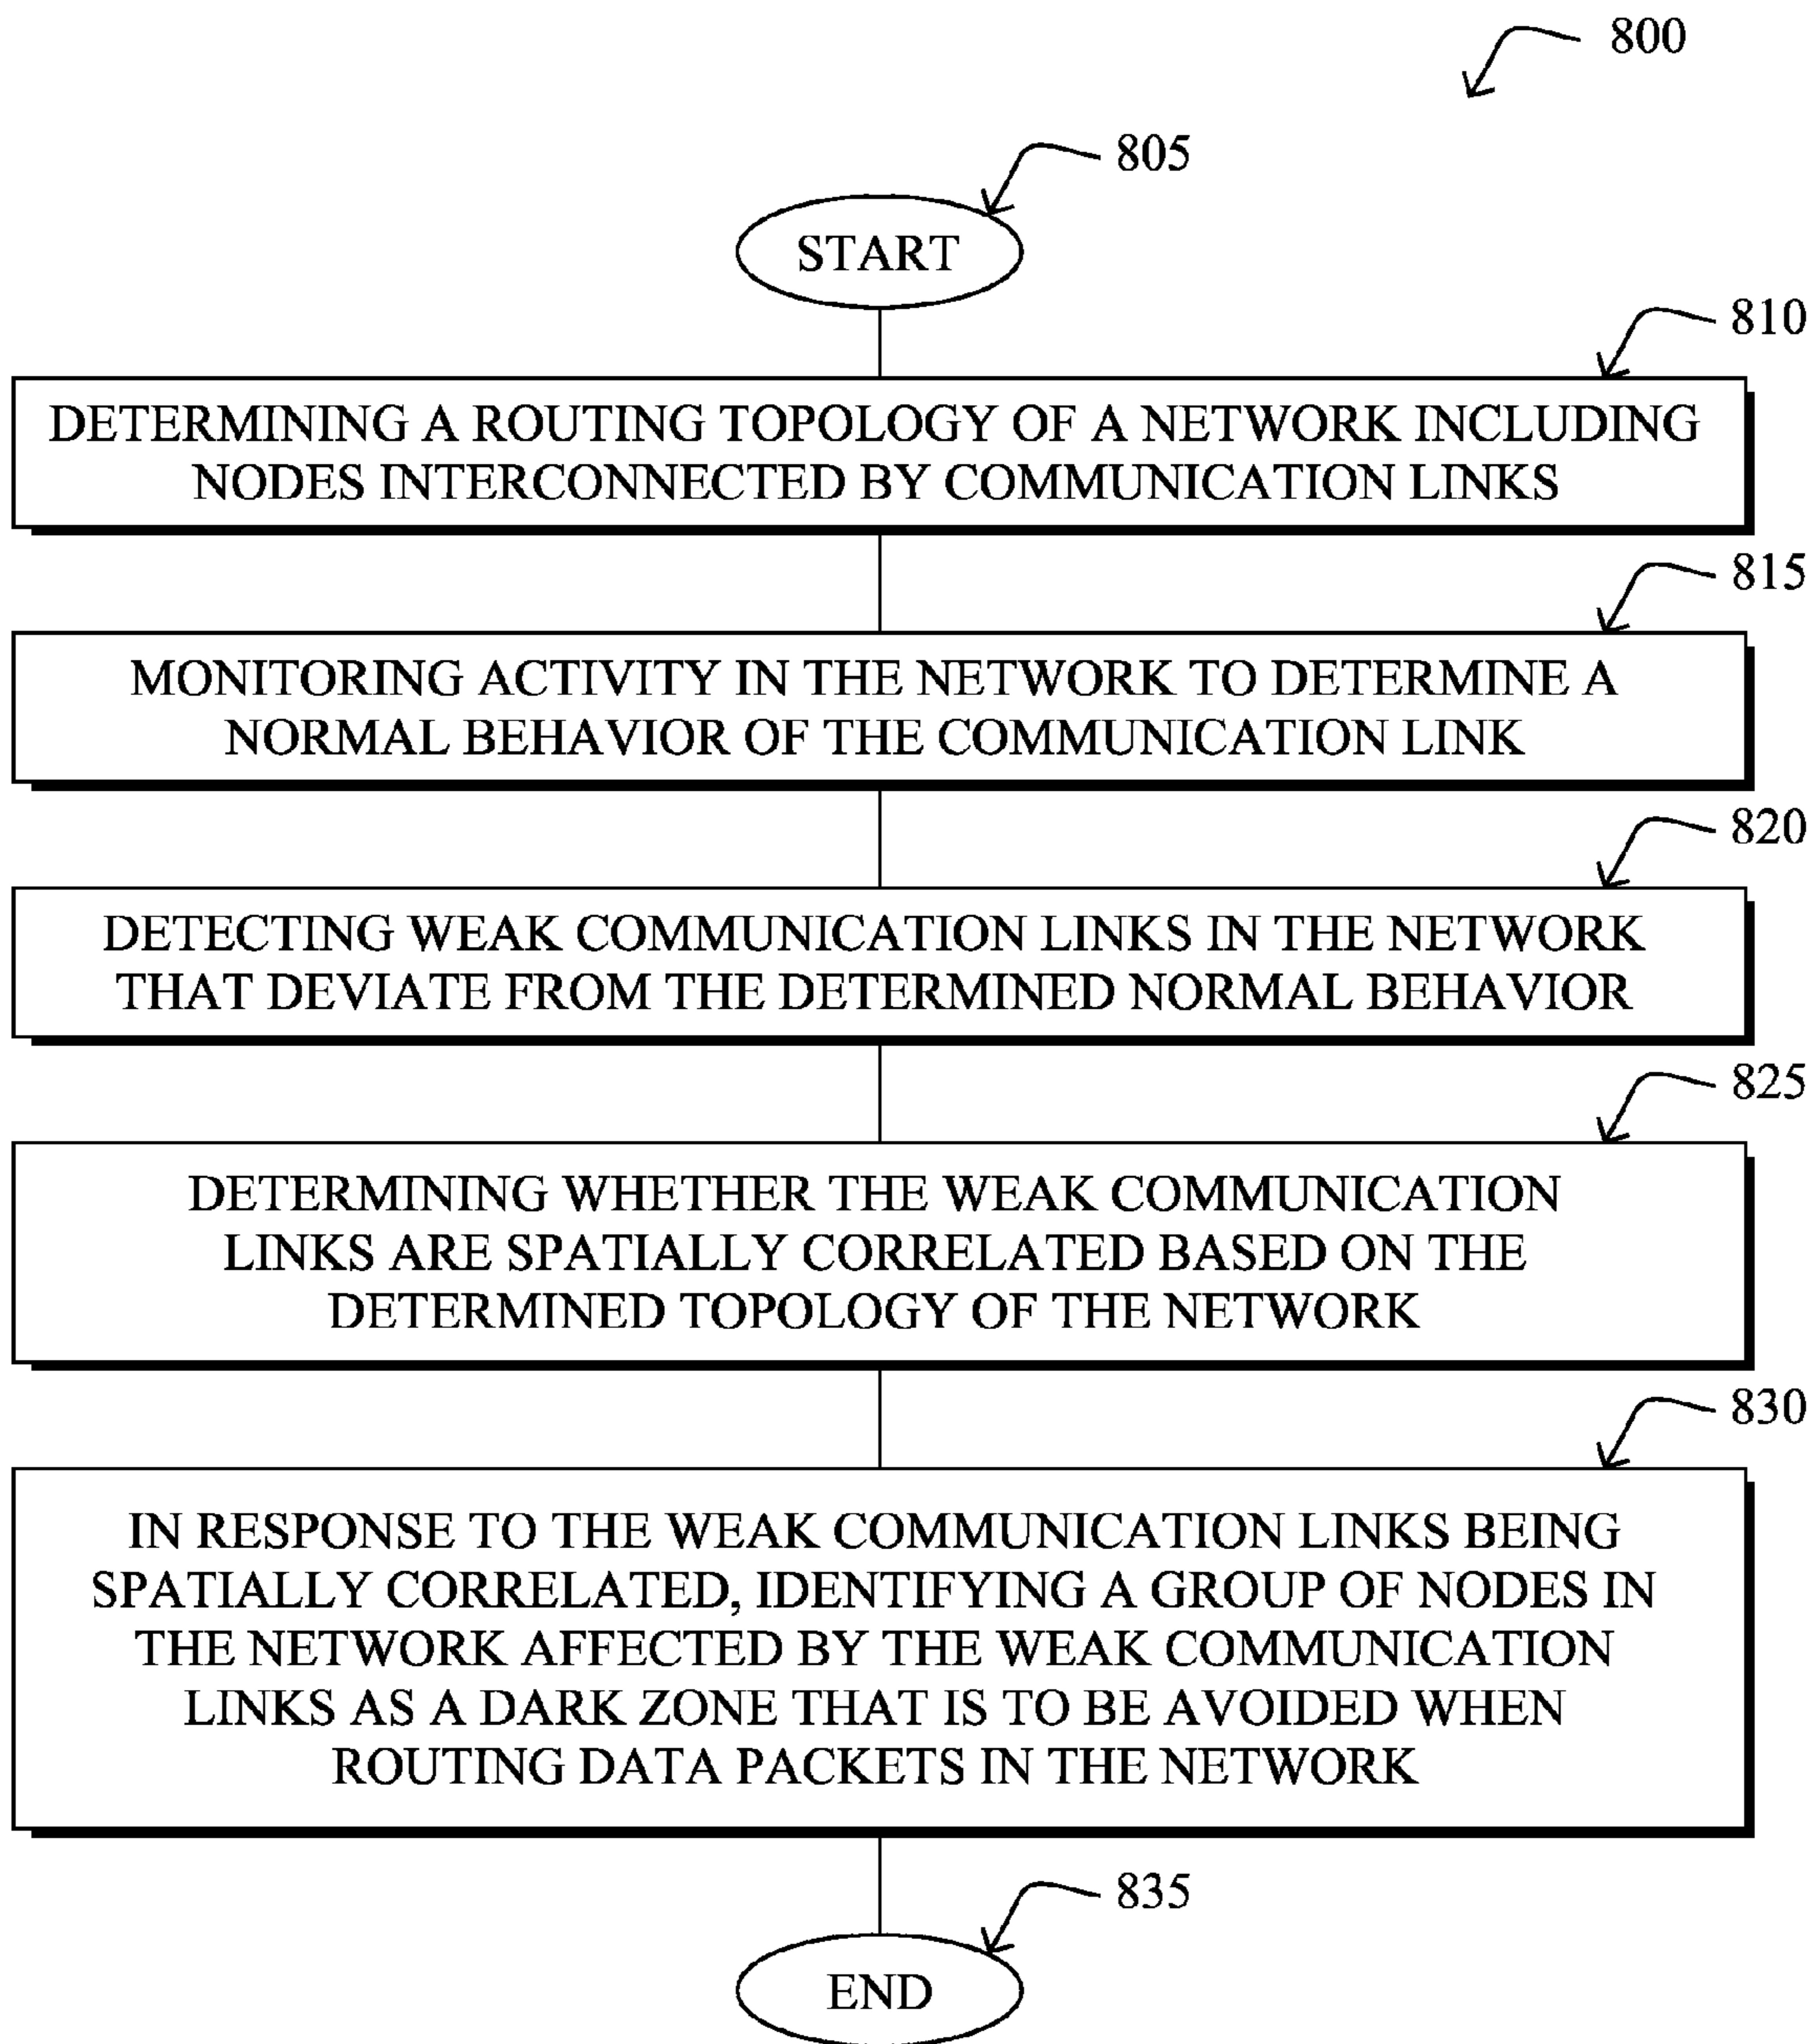 800
805
START
810
DETERMINING A ROUTING TOPOLOGY OF A NETWORK INCLUDING
NODES INTERCONNECTED BY COMMUNICATION LINKS
815
MONITORING ACTIVITY IN THE NETWORK TO DETERMINE A
NORMAL BEHAVIOR OF THE COMMUNICATION LINK
820
DETECTING WEAK COMMUNICATION LINKS IN THE NETWORK
THAT DEVIATE FROM THE DETERMINED NORMAL BEHAVIOR
825
DETERMINING WHETHER THE WEAK COMMUNICATION
LINKS ARE SPATIALLY CORRELATED BASED ON THE
DETERMINED TOPOLOGY OF THE NETWORK
830
IN RESPONSE TO THE WEAK COMMUNICATION LINKS BEING
SPATIALLY CORRELATED, IDENTIFYING A GROUP OF NODES IN
THE NETWORK AFFECTED BY THE WEAK COMMUNICATION
LINKS AS A DARK ZONE THAT IS TO BE AVOIDED WHEN
ROUTING DATA PACKETS IN THE NETWORK
835
END